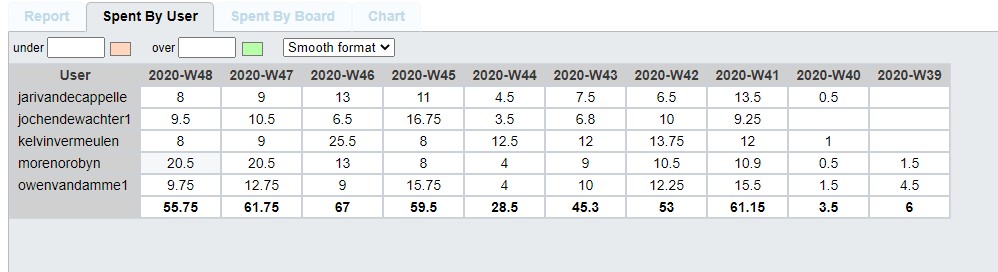 Report Spent By User Spent By Board Chart
under over Smooth format
User 2020-W48 2020-W47 2020-W46 2020-W45 2020-W44 2020-W43 2020-W42 2020-W41 2020-W40 2020-W39
jarivandecappelle 8 9 13 11 4.5 7.5 6.5 13.5 0.5
jochendewachter1 9.5 10.5 6.5 16.75 3.5 6.8 10 9.25
kelvinvermeulen 8 9 25.5 8 12.5 12 13.75 12 1
morenorobyn 20.5 20.5 13 8 4 9 10.5 10.9 0.5 1.5
owenvandamme1 9.75 12.75 9 15.75 4 10 12.25 15.5 1.5 4.5
55.75 61.75 67 59.5 28.5 45.3 53 61.15 3.5 6